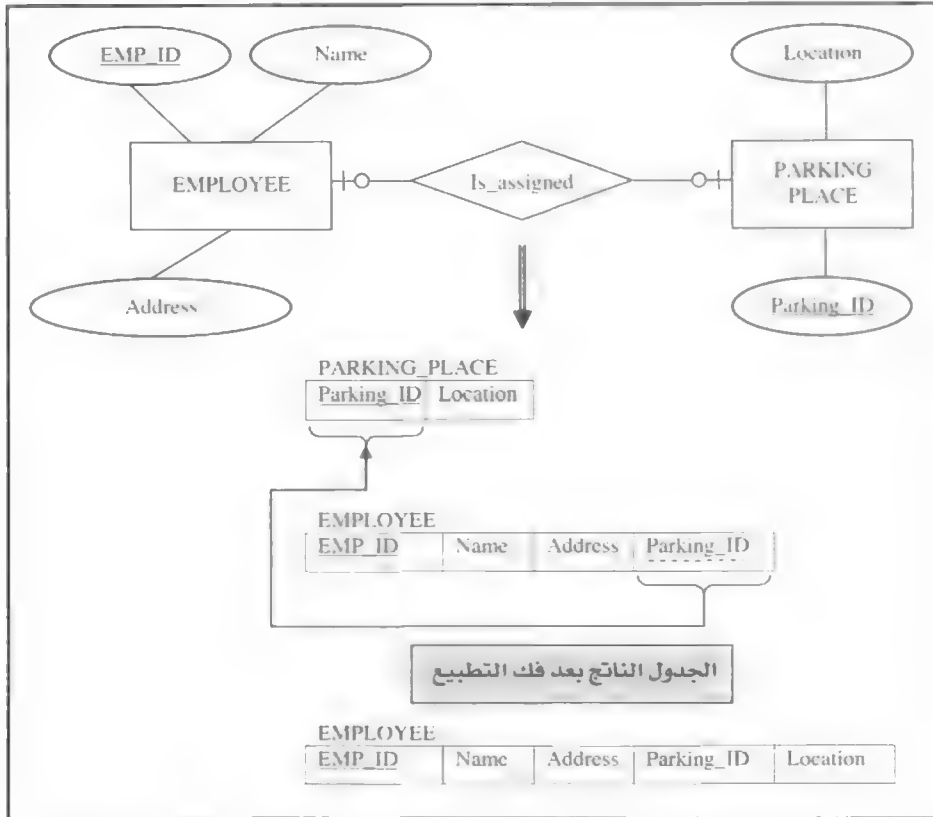 EMP_ID Name Location
EMPLOYEE Is_assigned PARKING
PLACE
Address Parking_ID
PARKING_PLACE
Parking_ID Location
EMPLOYEE
EMP_ID Name Address Parking_ID
الجدول الناتج بعد فك التطبيع
EMPLOYEE
EMP_ID Name Address Parking_ID Location